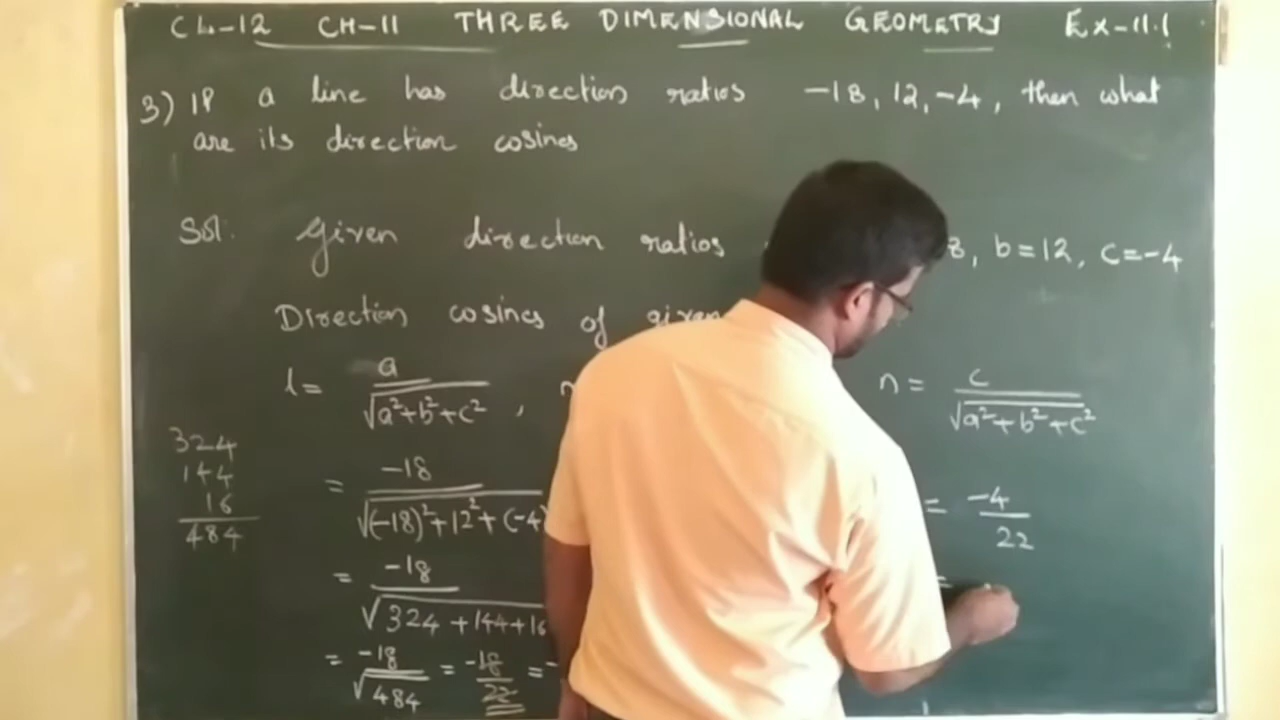 CL-12 CH-11 THREE DIMENSIONAL GEOMETRY Ex-11.1
3) If a line has direction ratios -18, 12, -4, then what
are its direction cosines
Sol: Given direction ratios 8, b=12, c=-4
Direction cosines of given
l= a/√a²+b²+c² , n= c/√a²+b²+c²
324
144
16
484
= -18/√(-18)²+12²+(-4) = -4/22
= -18/√324+144+16 =
= -18/√484 = -18/22 = -